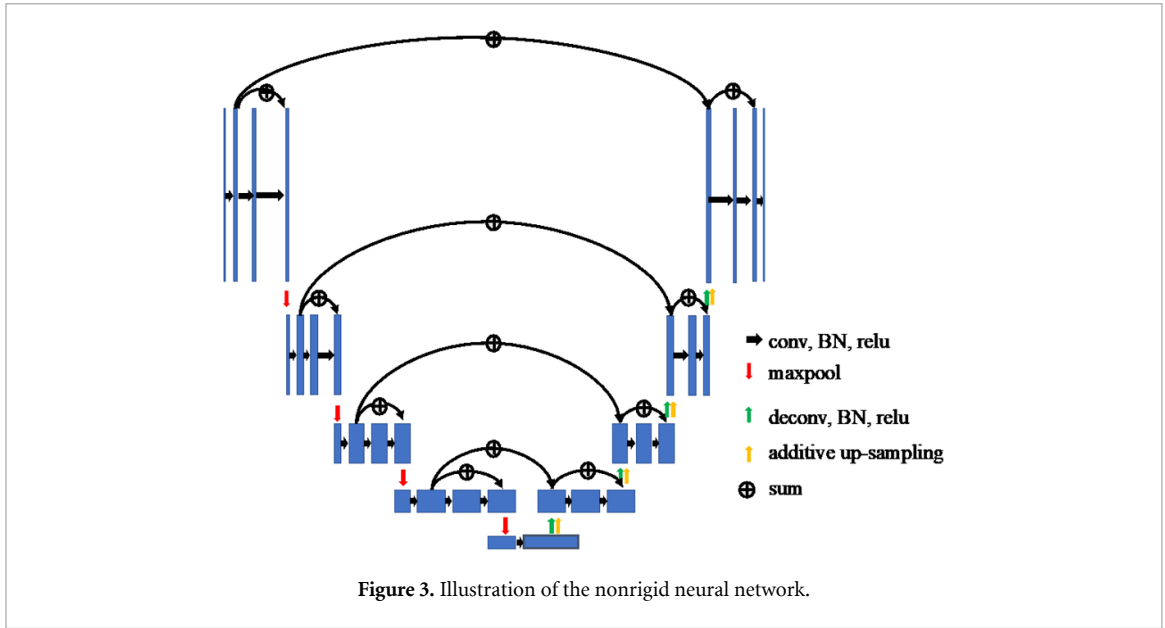 conv, BN, relu
maxpool
deconv, BN, relu
additive up-sampling
sum
Figure 3. Illustration of the nonrigid neural network.